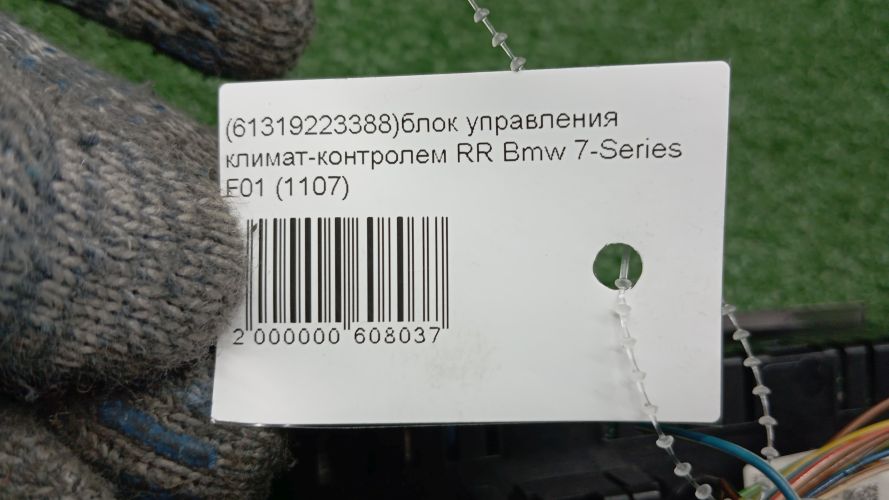 (61319223388)блок управления
климат-контролем RR Bmw 7-Series
F01 (1107)
2 000000 608037